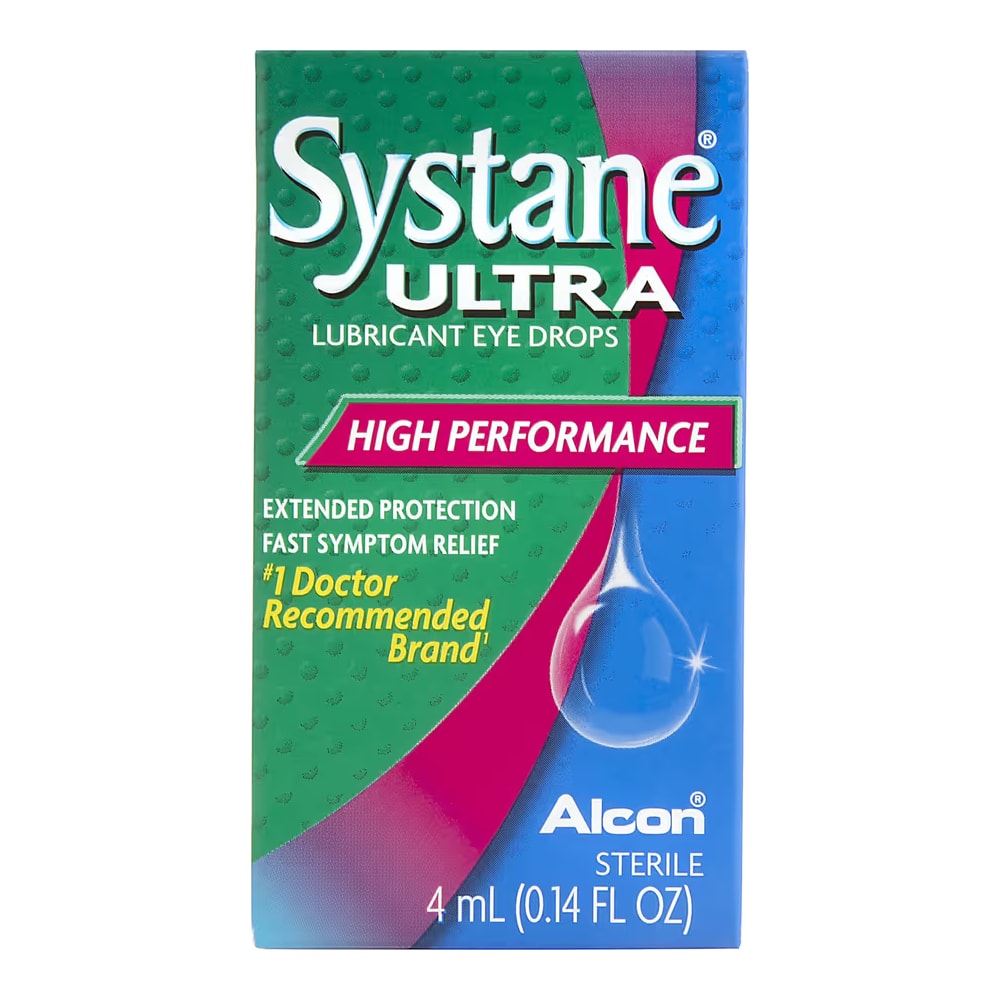 Systane®
ULTRA
LUBRICANT EYE DROPS
HIGH PERFORMANCE
EXTENDED PROTECTION
FAST SYMPTOM RELIEF
#1 Doctor
Recommended
Brand¹
Alcon®
STERILE
4 mL (0.14 FL OZ)